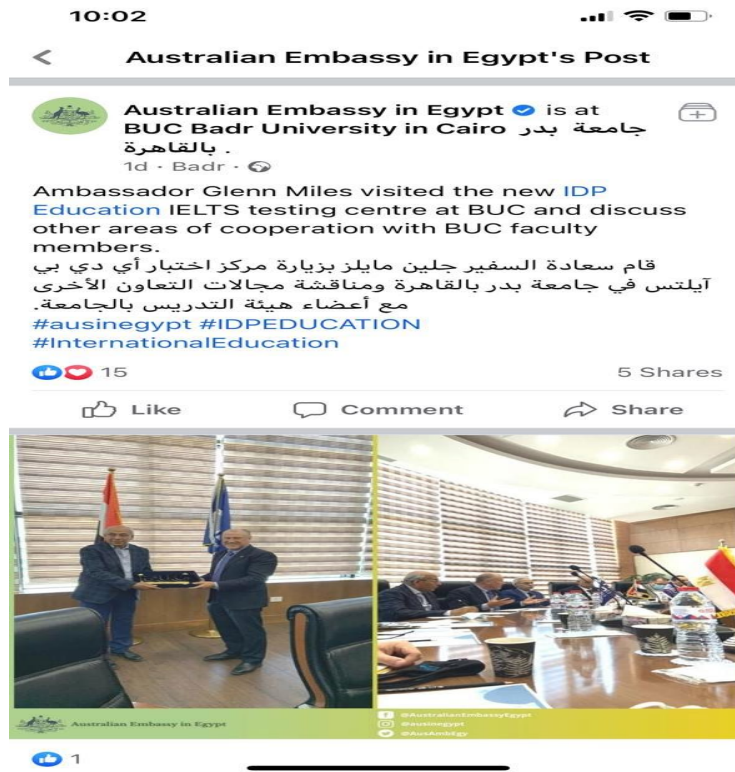 10:02
Australian Embassy in Egypt's Post
Australian Embassy in Egypt is at
BUC Badr University in Cairo جامعة بدر
بالقاهرة .
1d · Badr ·
Ambassador Glenn Miles visited the new IDP
Education IELTS testing centre at BUC and discuss
other areas of cooperation with BUC faculty
members.
قام سعادة السفير جلين مايلز بزيارة مركز اختبار أي دي بي
آيلتس في جامعة بدر بالقاهرة ومناقشة مجالات التعاون الأخرى
مع أعضاء هيئة التدريس بالجامعة.
#ausinegypt #IDPEDUCATION
#InternationalEducation
15
5 Shares
Like
Comment
Share
Australian Embassy in Egypt
@AustralianEmbassyEgypt
@ausinegypt
@AusAmbEgy
1